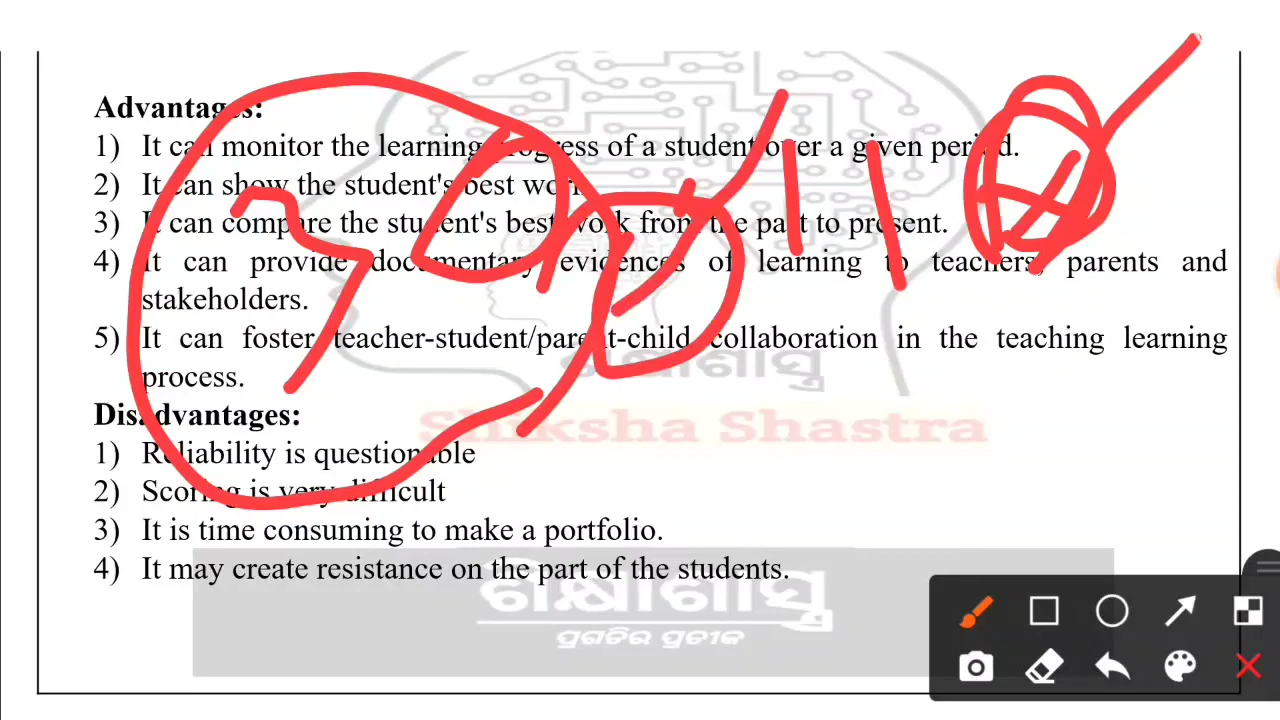 Advantages:
1) It can monitor the learning progress of a student over a given period.
2) It can show the student's best work
3) It can compare the student's best work from the past to present.
4) It can provide documentary evidences of learning to teachers, parents and
stakeholders.
5) It can foster teacher-student/parent-child collaboration in the teaching learning
process.
ଶିକ୍ଷାଶାସ୍ତ୍ର
Disadvantages:
Shiksha Shastra
1) Reliability is questionable
2) Scoring is very difficult
3) It is time consuming to make a portfolio.
4) It may create resistance on the part of the students.
ଶିକ୍ଷାଶାସ୍ତ୍ର
ପ୍ରଗତିର ପ୍ରତୀକ